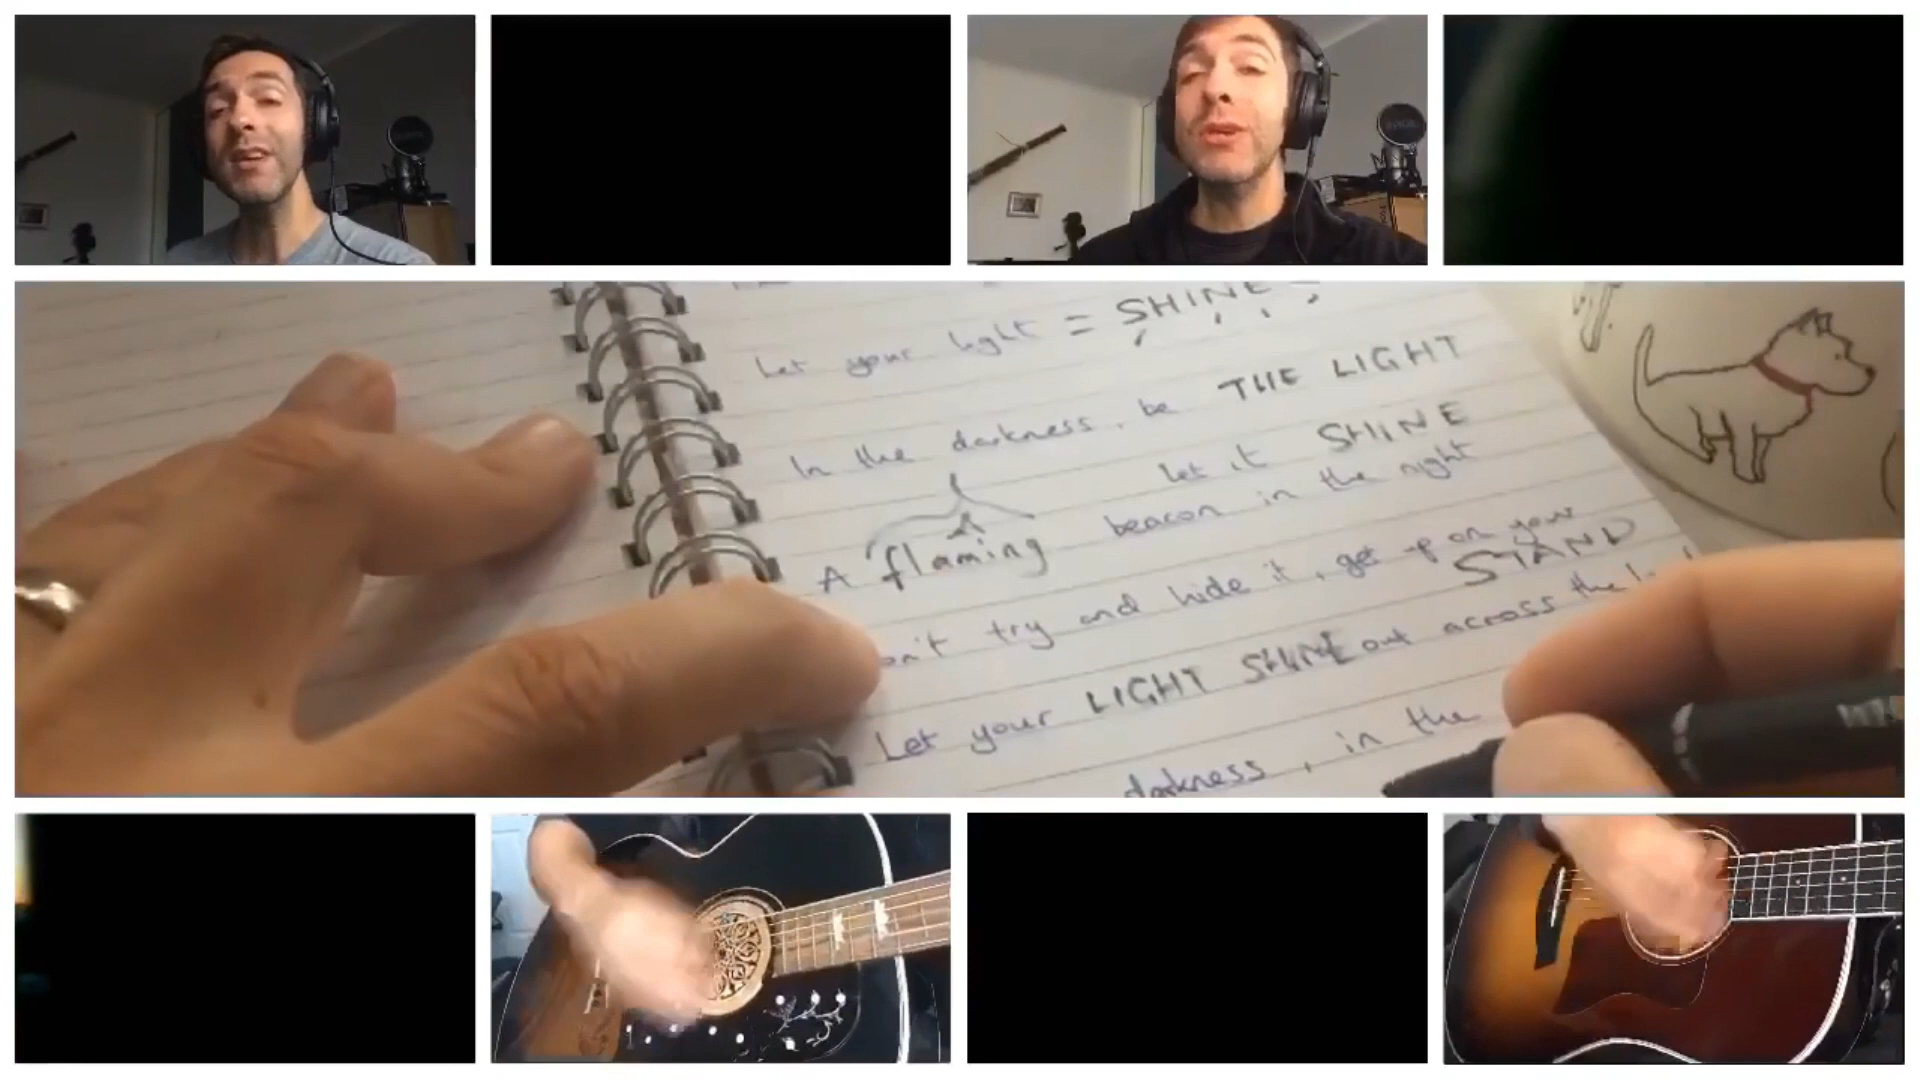 Let your light = SHINE
In the darkness, be THE LIGHT
let it SHINE
A flaming beacon in the night
on't try and hide it, get up on your
STAND
Let your LIGHT SHINE out across the
darkness, in the